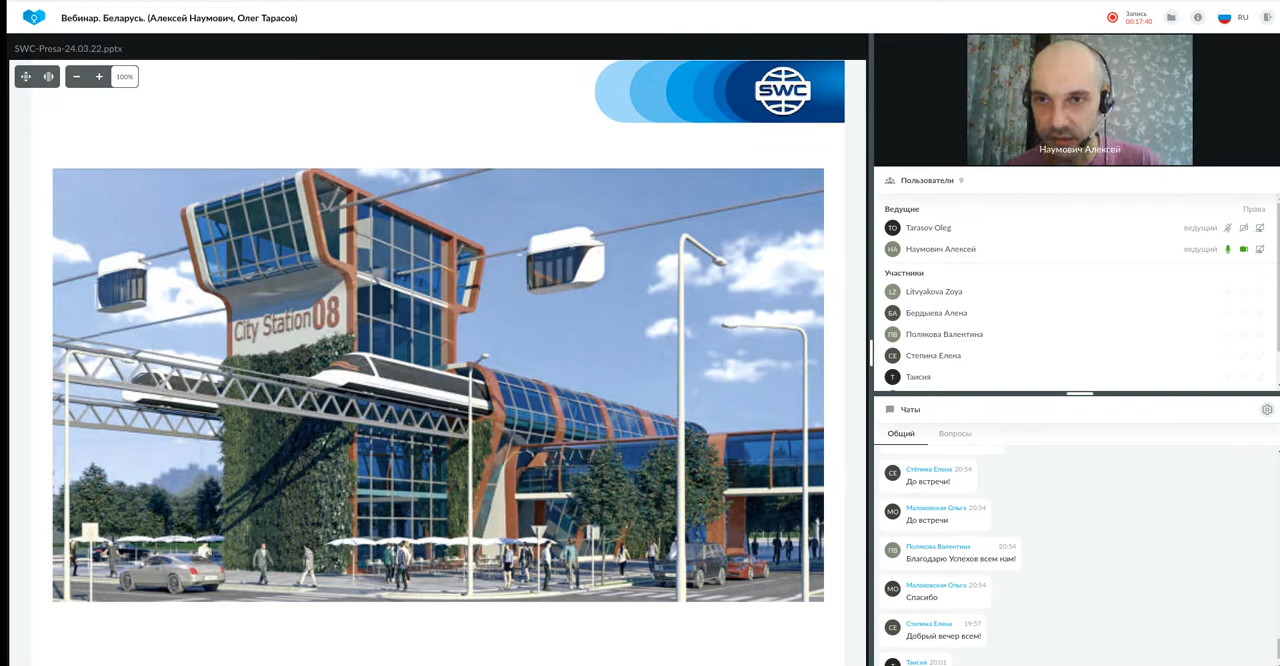 Вебинар. Беларусь. (Алексей Наумович, Олег Тарасов)
Запись
00:17:40
RU
SWC-Presa-24.03.22.pptx
100%
SWC
City Station 08
Наумович Алексей
Пользователи 9
Ведущие Права
TO Tarasov Oleg ведущий
НА Наумович Алексей ведущий
Участники
LZ Litvyakova Zoya
БА Бердыева Алена
ПВ Полякова Валентина
СЕ Степина Елена
Т Таисия
Чаты
Общий Вопросы
СЕ Стёпина Елена 20:54
До встречи!
МО Малаховская Ольга 20:54
До встречи
ПВ Полякова Валентина 20:54
Благодарю Успехов всем нам!
МО Малаховская Ольга 20:54
Спасибо
СЕ Степина Елена 19:57
Добрый вечер всем!
Таисия 20:01